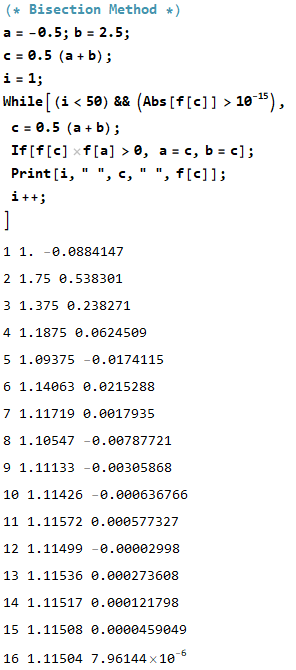 (* Bisection Method *)
a = -0.5; b = 2.5;
c = 0.5 (a + b);
i = 1;
While[(i < 50) && (Abs[f[c]] > 10⁻¹⁵),
c = 0.5 (a + b);
If[f[c] × f[a] > 0, a = c, b = c];
Print[i, " ", c, " ", f[c]];
i++;
]
1 1. -0.0884147
2 1.75 0.538301
3 1.375 0.238271
4 1.1875 0.0624509
5 1.09375 -0.0174115
6 1.14063 0.0215288
7 1.11719 0.0017935
8 1.10547 -0.00787721
9 1.11133 -0.00305868
10 1.11426 -0.000636766
11 1.11572 0.000577327
12 1.11499 -0.00002998
13 1.11536 0.000273608
14 1.11517 0.000121798
15 1.11508 0.0000459049
16 1.11504 7.96144×10⁻⁶